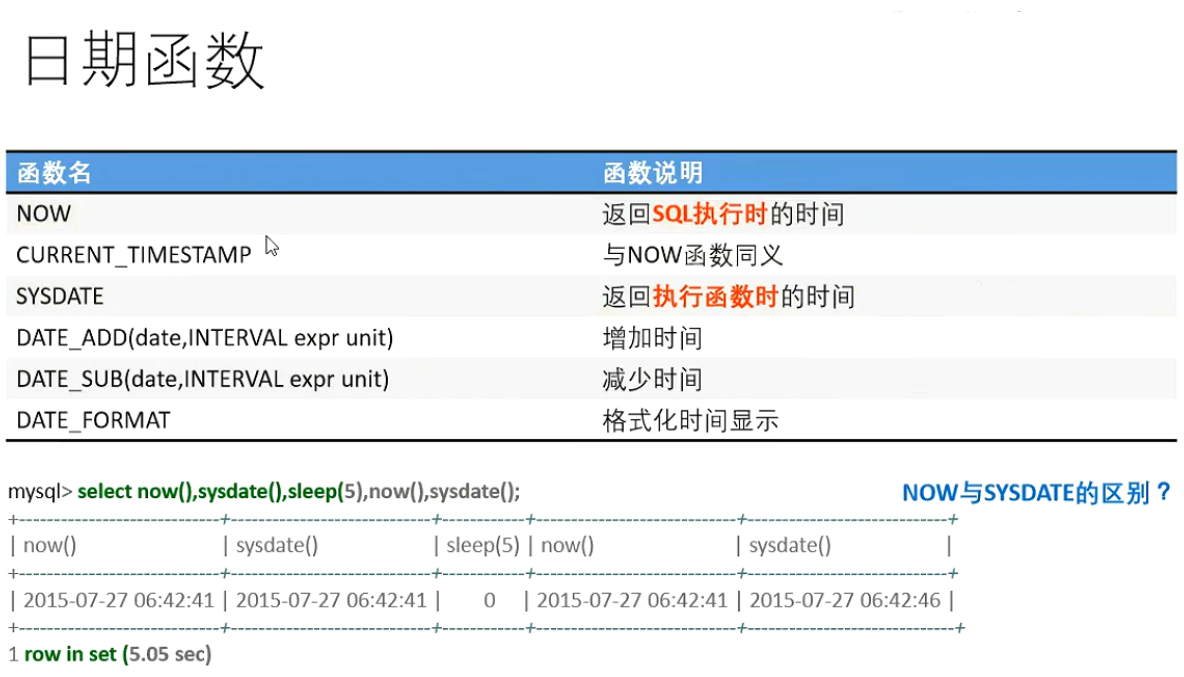 日期函数
函数名 函数说明
NOW 返回SQL执行时的时间
CURRENT_TIMESTAMP 与NOW函数同义
SYSDATE 返回执行函数时的时间
DATE_ADD(date,INTERVAL expr unit) 增加时间
DATE_SUB(date,INTERVAL expr unit) 减少时间
DATE_FORMAT 格式化时间显示
mysql> select now(),sysdate(),sleep(5),now(),sysdate(); NOW与SYSDATE的区别？
+----------------------------+----------------------------+------------+-----------------------------+----------------------------+
| now() | sysdate() | sleep(5) | now() | sysdate() |
+----------------------------+----------------------------+------------+-----------------------------+----------------------------+
| 2015-07-27 06:42:41 | 2015-07-27 06:42:41 | 0 | 2015-07-27 06:42:41 | 2015-07-27 06:42:46 |
+----------------------------+----------------------------+------------+-----------------------------+-----------------------------+
1 row in set (5.05 sec)